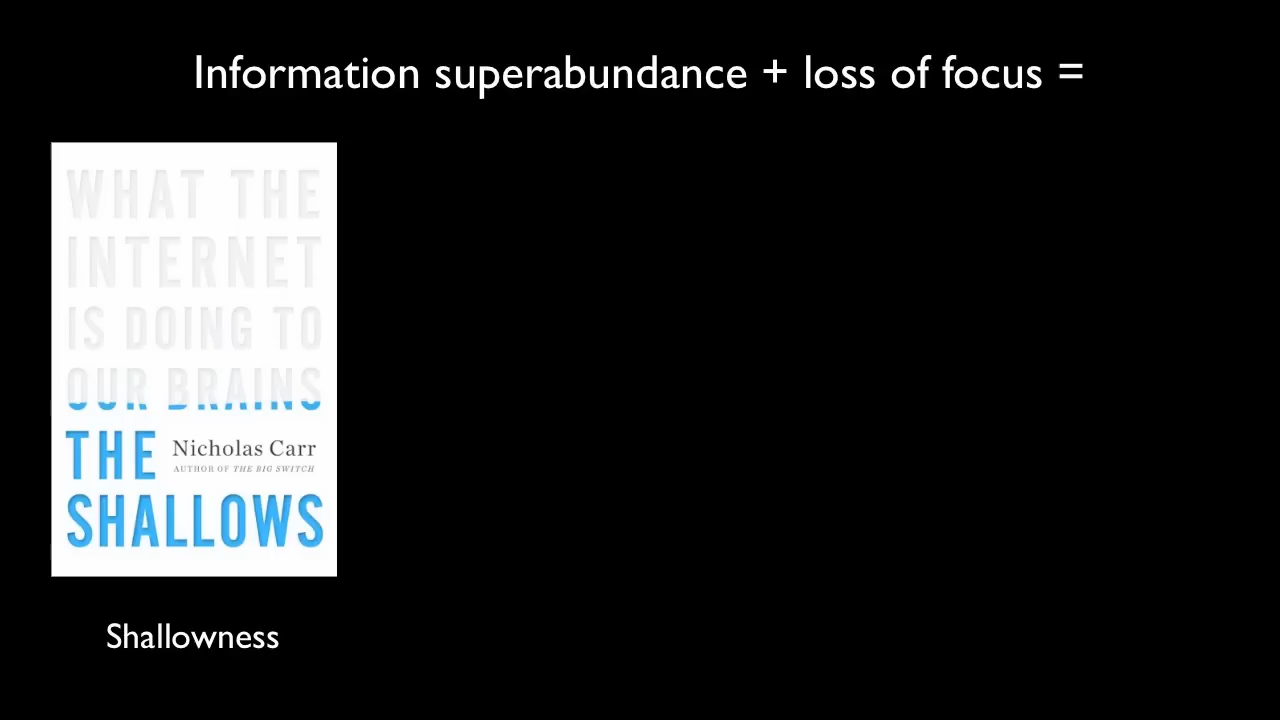 Information superabundance + loss of focus =
WHAT THE
INTERNET
IS DOING TO
OUR BRAINS
THE
Nicholas Carr
AUTHOR OF THE BIG SWITCH
SHALLOWS
Shallowness